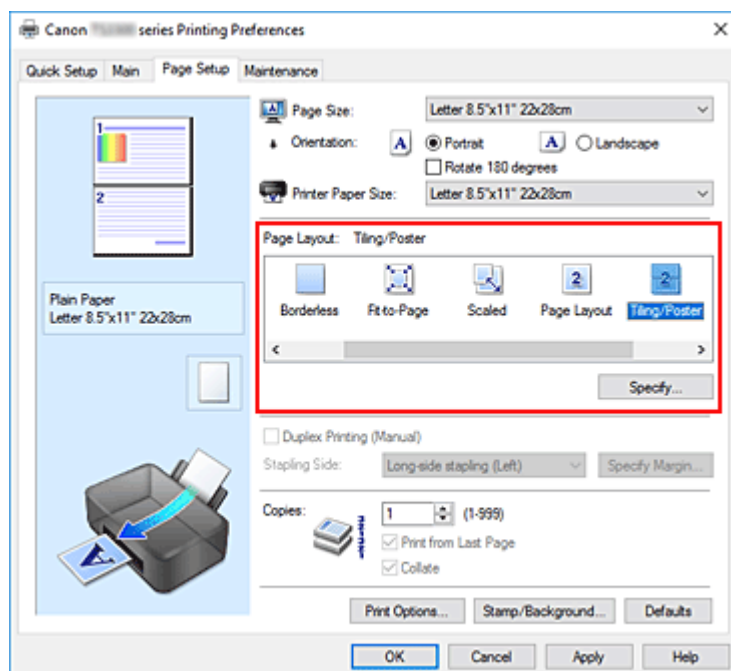 Canon series Printing Preferences
Quick Setup Main Page Setup Maintenance
1
2
Plain Paper
Letter 8.5"x11" 22x28cm
Page Size: Letter 8.5"x11" 22x28cm
Orientation: A Portrait A Landscape
Rotate 180 degrees
Printer Paper Size: Letter 8.5"x11" 22x28cm
Page Layout: Tiling/Poster
2 2
Borderless Fit-to-Page Scaled Page Layout Tiling/Poster
Specify...
Duplex Printing (Manual)
Stapling Side: Long-side stapling (Left) Specify Margin...
Copies: 1 (1-999)
Print from Last Page
Collate
A
Print Options... Stamp/Background... Defaults
OK Cancel Apply Help